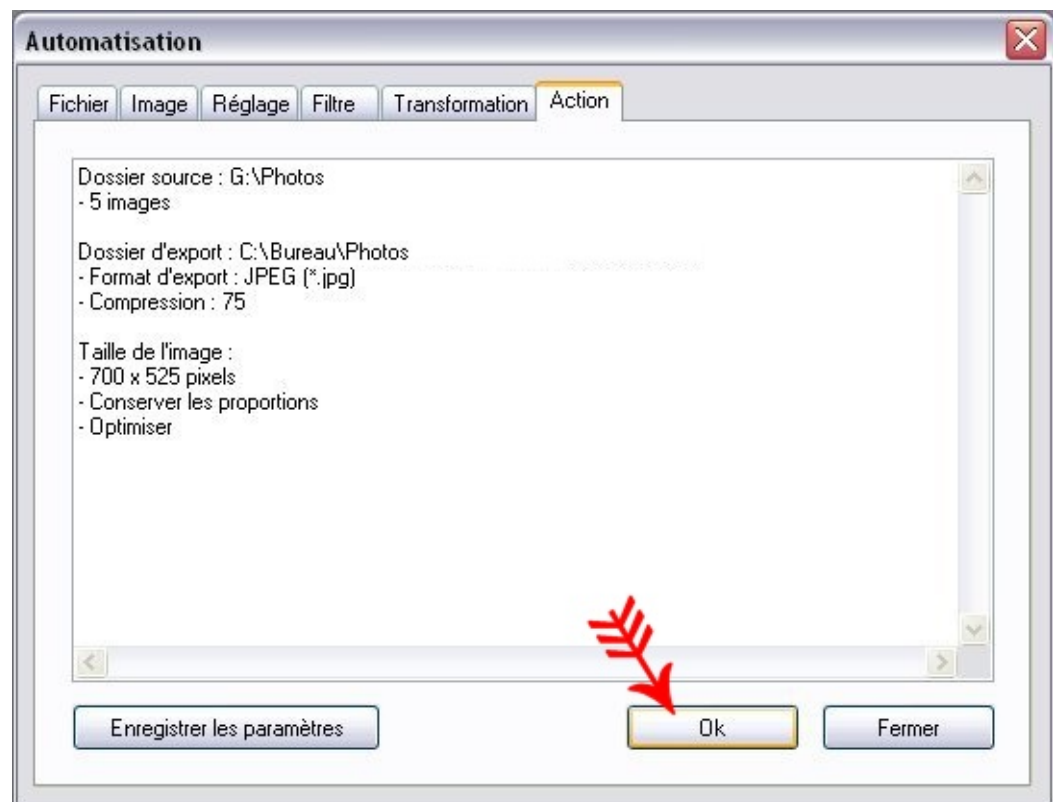 Automatisation
Fichier Image Réglage Filtre Transformation Action
Dossier source : G:\Photos
- 5 images
Dossier d'export : C:\Bureau\Photos
- Format d'export : JPEG (*.jpg)
- Compression : 75
Taille de l'image :
- 700 x 525 pixels
- Conserver les proportions
- Optimiser
Enregistrer les paramètres Ok Fermer